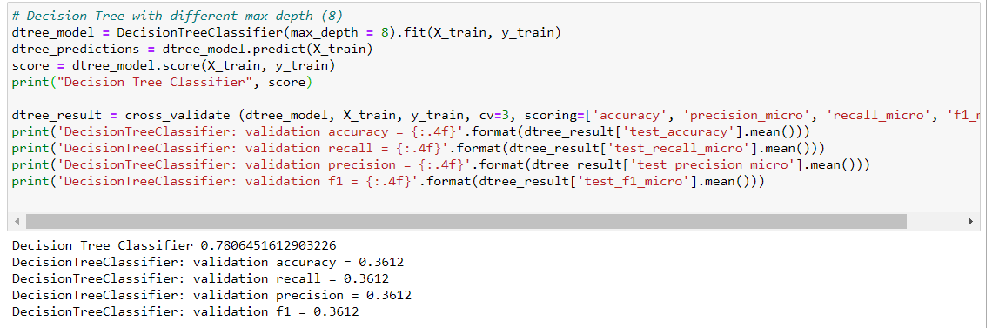 # Decision Tree with different max depth (8)
dtree_model = DecisionTreeClassifier(max_depth = 8).fit(X_train, y_train)
dtree_predictions = dtree_model.predict(X_train)
score = dtree_model.score(X_train, y_train)
print("Decision Tree Classifier", score)
dtree_result = cross_validate (dtree_model, X_train, y_train, cv=3, scoring=['accuracy', 'precision_micro', 'recall_micro', 'f1_
print('DecisionTreeClassifier: validation accuracy = {:.4f}'.format(dtree_result['test_accuracy'].mean()))
print('DecisionTreeClassifier: validation recall = {:.4f}'.format(dtree_result['test_recall_micro'].mean()))
print('DecisionTreeClassifier: validation precision = {:.4f}'.format(dtree_result['test_precision_micro'].mean()))
print('DecisionTreeClassifier: validation f1 = {:.4f}'.format(dtree_result['test_f1_micro'].mean()))
Decision Tree Classifier 0.7806451612903226
DecisionTreeClassifier: validation accuracy = 0.3612
DecisionTreeClassifier: validation recall = 0.3612
DecisionTreeClassifier: validation precision = 0.3612
DecisionTreeClassifier: validation f1 = 0.3612